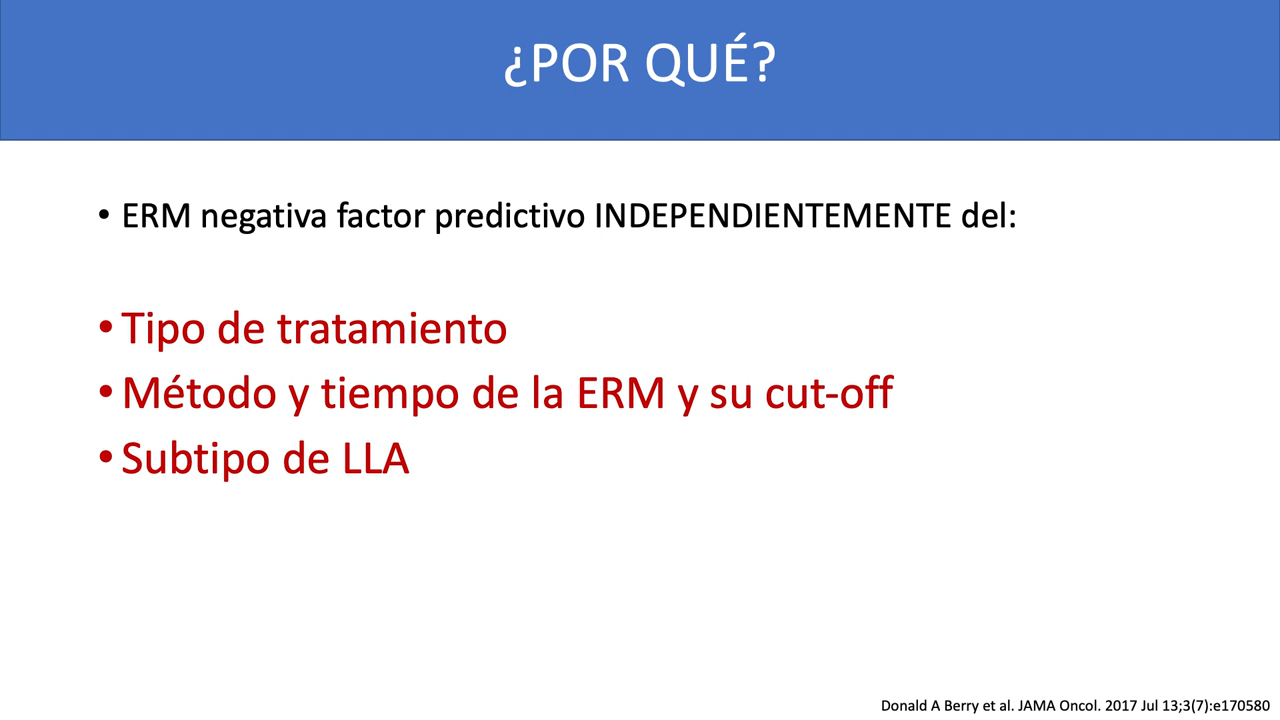 ¿POR QUÉ?
• ERM negativa factor predictivo INDEPENDIENTEMENTE del:
• Tipo de tratamiento
• Método y tiempo de la ERM y su cut-off
• Subtipo de LLA
Donald A Berry et al. JAMA Oncol. 2017 Jul 13;3(7):e170580